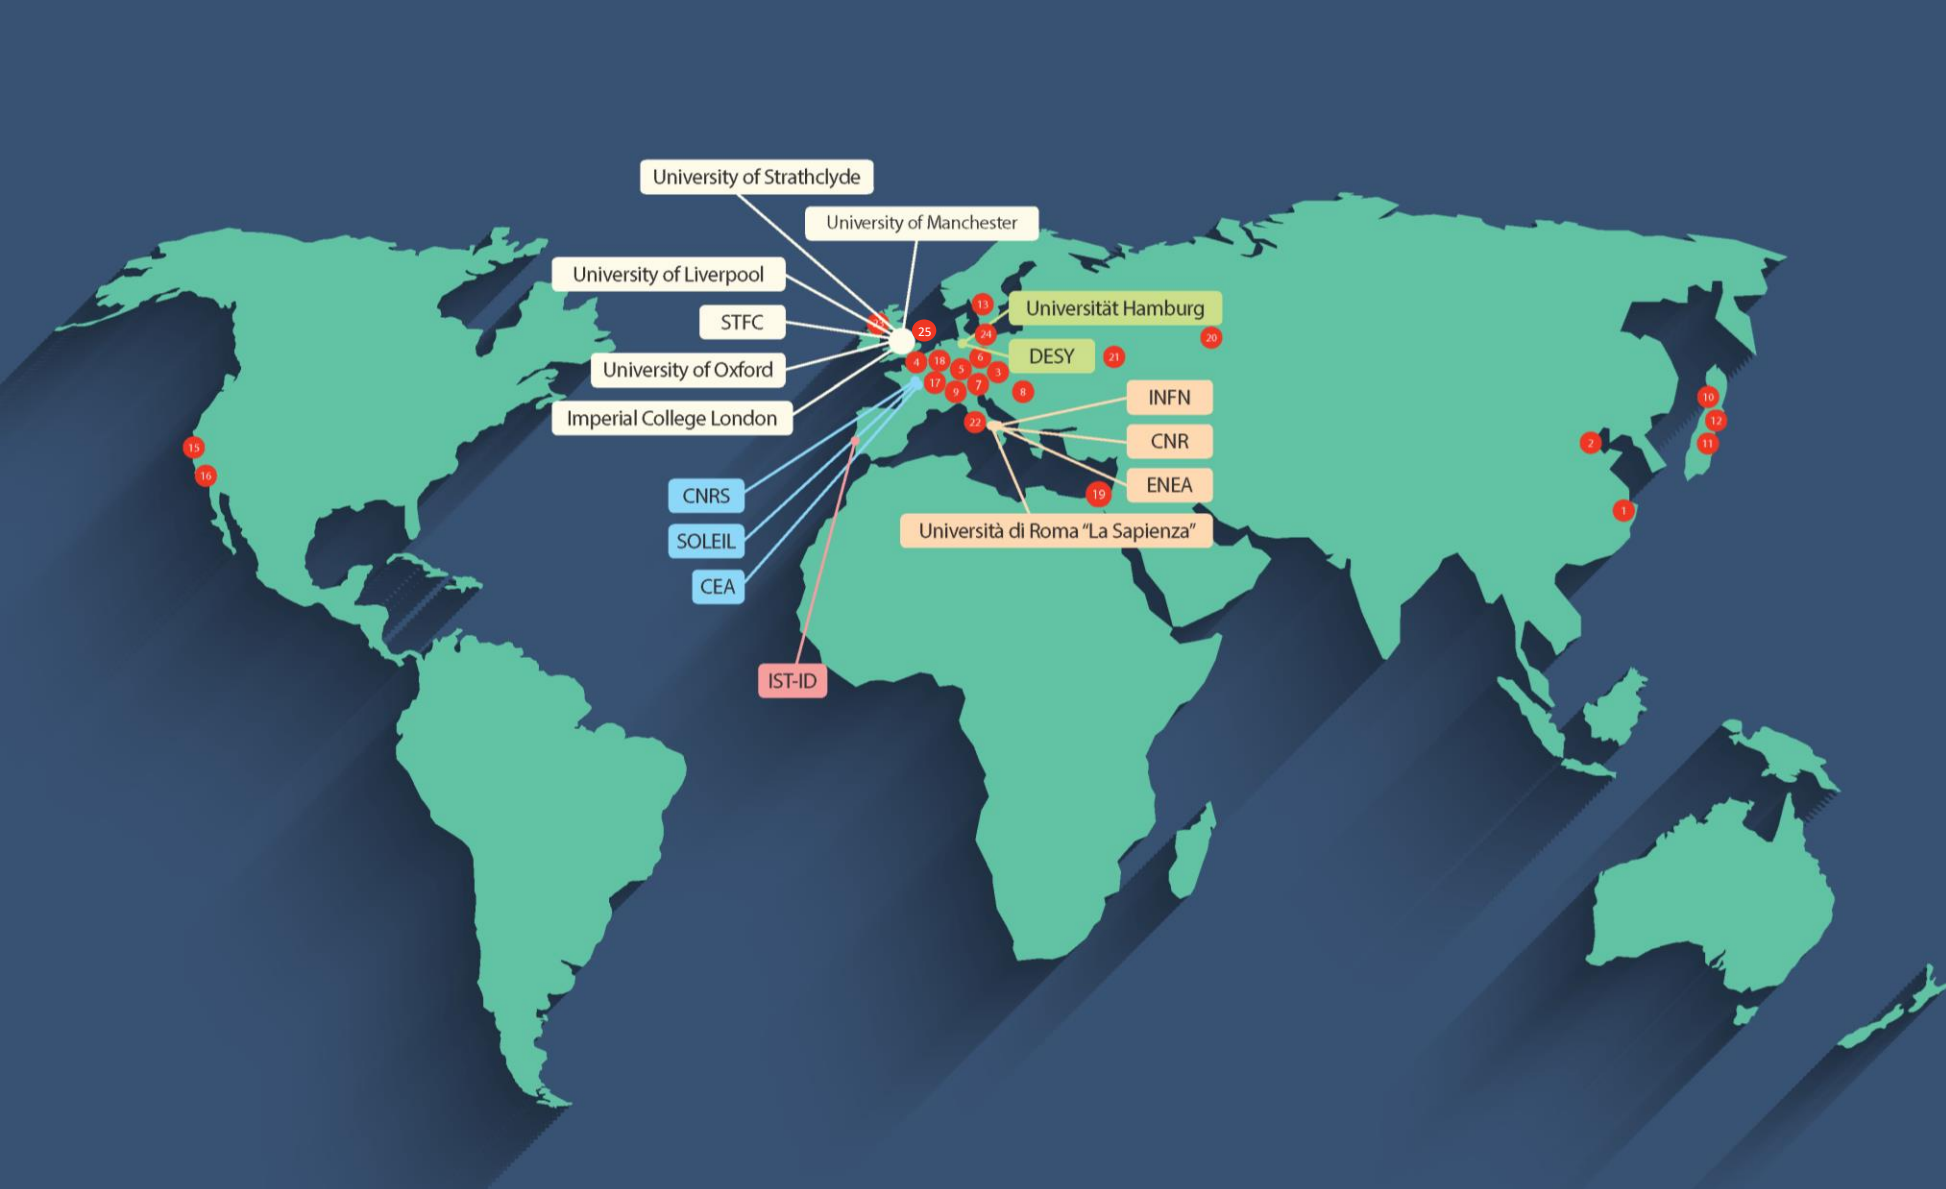 University of Strathclyde
University of Manchester
University of Liverpool
STFC
University of Oxford
Imperial College London
13
Universität Hamburg
25
24
20
DESY
21
4
18
5
6
3
17
9
7
8
INFN
22
CNR
ENEA
19
Università di Roma “La Sapienza”
CNRS
SOLEIL
CEA
IST-ID
15
16
10
12
11
2
1